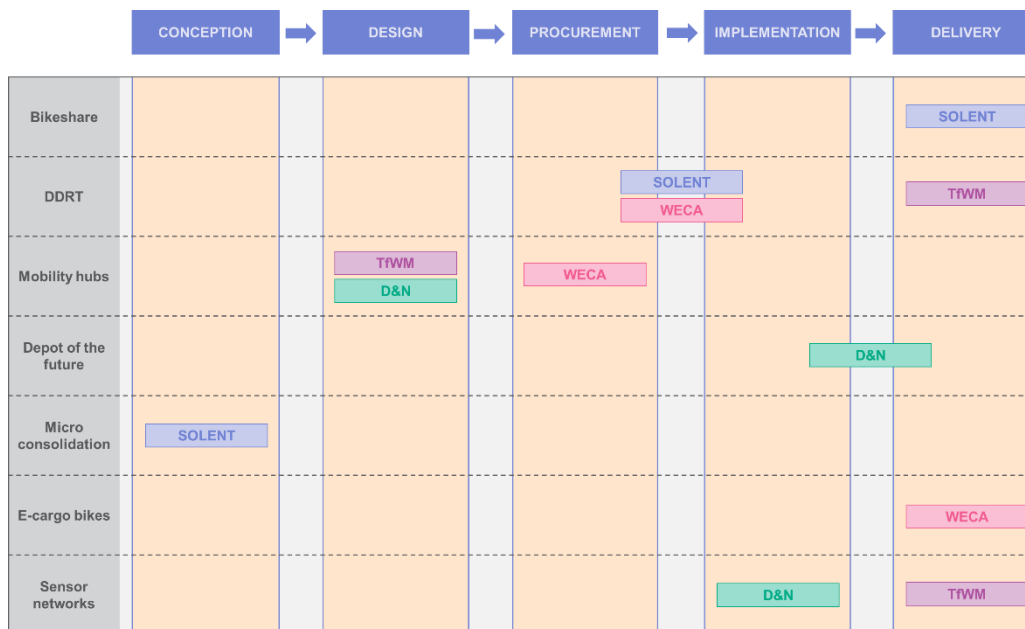 CONCEPTION
DESIGN
PROCUREMENT
IMPLEMENTATION
DELIVERY
Bikeshare
SOLENT
DDRT
SOLENT
WECA
TfWM
Mobility hubs
TfWM
D&N
WECA
Depot of the
future
D&N
Micro
consolidation
SOLENT
E-cargo bikes
WECA
Sensor
networks
D&N
TfWM